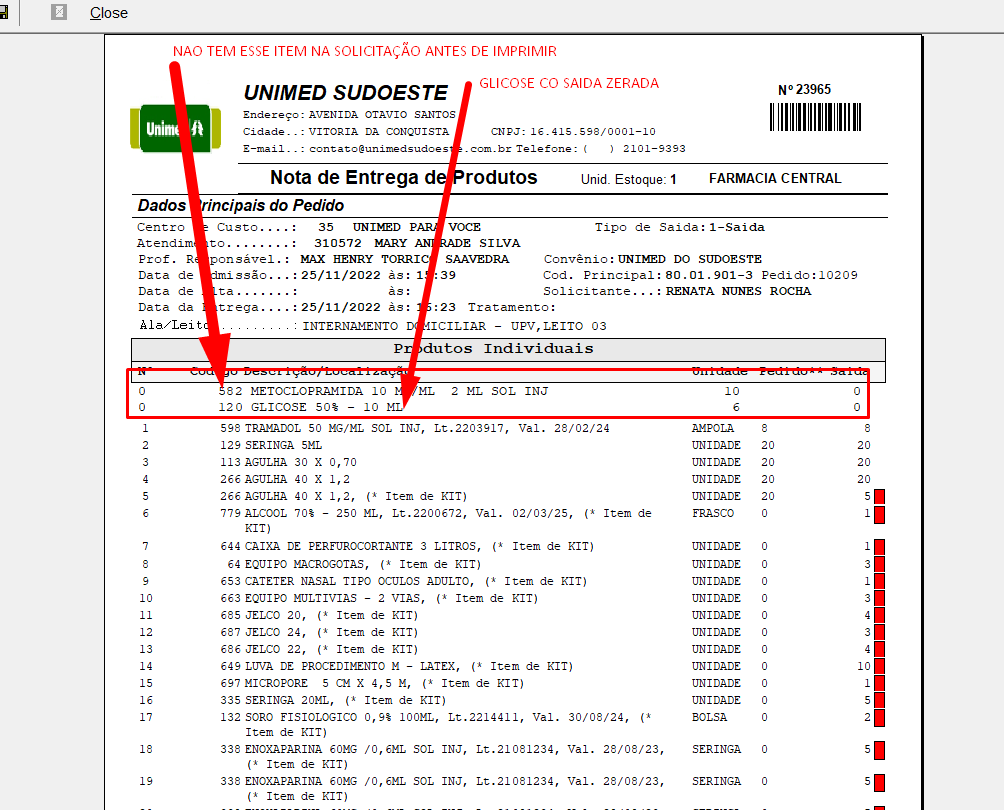 Close
NAO TEM ESSE ITEM NA SOLICITAÇÃO ANTES DE IMPRIMIR
GLICOSE CO SAIDA ZERADA
UNIMED SUDOESTE
Nº 23965
Endereço: AVENIDA OTAVIO SANTOS
Unimed
Cidade..: VITORIA DA CONQUISTA CNPJ: 16.415.598/0001-10
E-mail..: contato@unimedsudoeste.com.br Telefone: ( ) 2101-9393
Nota de Entrega de Produtos Unid. Estoque: 1 FARMACIA CENTRAL
Dados Principais do Pedido
Centro de Custo....: 35 UNIMED PARA VOCE Tipo de Saida: 1-Saida
Atendimento........: 310572 MARY ANDRADE SILVA
Prof. Responsável.: MAX HENRY TORRICO SAAVEDRA Convênio: UNIMED DO SUDOESTE
Data de Admissão...: 25/11/2022 às: 15:39 Cod. Principal: 80.01.901-3 Pedido: 10209
Data de Alta.......: às: Solicitante...: RENATA NUNES ROCHA
Data da Entrega....: 25/11/2022 às: 16:23 Tratamento:
Ala/Leito..........: INTERNAMENTO DOMICILIAR - UPV,LEITO 03
Produtos Individuais
Nº Codigo Descrição/Localização Unidade Pedido** Saida
0 582 METOCLOPRAMIDA 10 MG/ML 2 ML SOL INJ 10 0
0 120 GLICOSE 50% - 10 ML 6 0
1 598 TRAMADOL 50 MG/ML SOL INJ, Lt.2203917, Val. 28/02/24 AMPOLA 8 8
2 129 SERINGA 5ML UNIDADE 20 20
3 113 AGULHA 30 X 0,70 UNIDADE 20 20
4 266 AGULHA 40 X 1,2 UNIDADE 20 20
5 266 AGULHA 40 X 1,2, (* Item de KIT) UNIDADE 20 5
6 779 ALCOOL 70% - 250 ML, Lt.2200672, Val. 02/03/25, (* Item de FRASCO 0 1
KIT)
7 644 CAIXA DE PERFUROCORTANTE 3 LITROS, (* Item de KIT) UNIDADE 0 1
8 64 EQUIPO MACROGOTAS, (* Item de KIT) UNIDADE 0 3
9 653 CATETER NASAL TIPO OCULOS ADULTO, (* Item de KIT) UNIDADE 0 1
10 663 EQUIPO MULTIVIAS - 2 VIAS, (* Item de KIT) UNIDADE 0 3
11 685 JELCO 20, (* Item de KIT) UNIDADE 0 4
12 687 JELCO 24, (* Item de KIT) UNIDADE 0 3
13 686 JELCO 22, (* Item de KIT) UNIDADE 0 4
14 649 LUVA DE PROCEDIMENTO M - LATEX, (* Item de KIT) UNIDADE 0 10
15 697 MICROPORE 5 CM X 4,5 M, (* Item de KIT) UNIDADE 0 1
16 335 SERINGA 20ML, (* Item de KIT) UNIDADE 0 5
17 132 SORO FISIOLOGICO 0,9% 100ML, Lt.2214411, Val. 30/08/24, (* BOLSA 0 2
Item de KIT)
18 338 ENOXAPARINA 60MG /0,6ML SOL INJ, Lt.21081234, Val. 28/08/23, SERINGA 0 5
(* Item de KIT)
19 338 ENOXAPARINA 60MG /0,6ML SOL INJ, Lt.21081234, Val. 28/08/23, SERINGA 0 5
(* Item de KIT)